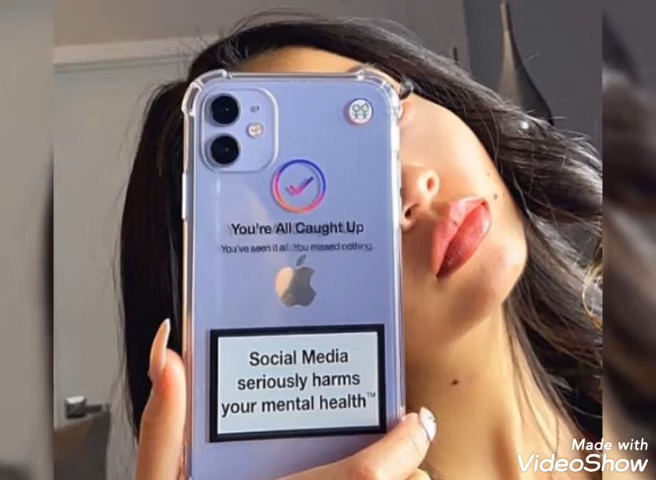 You're All Caught Up
You've seen it all. You missed nothing.
Social Media
seriously harms
your mental health™
Made with
VideoShow